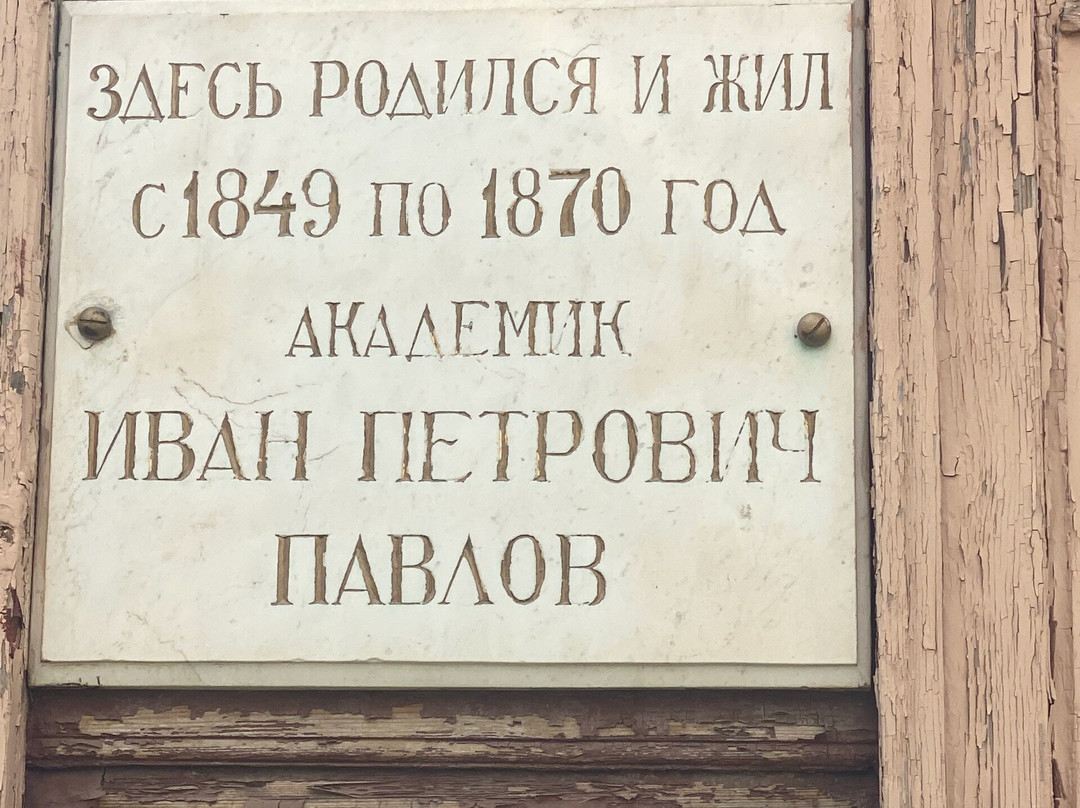 ЗДЕСЬ РОДИЛСЯ И ЖИЛ
С 1849 ПО 1870 ГОД
АКАДЕМИК
ИВАН ПЕТРОВИЧ
ПАВЛОВ